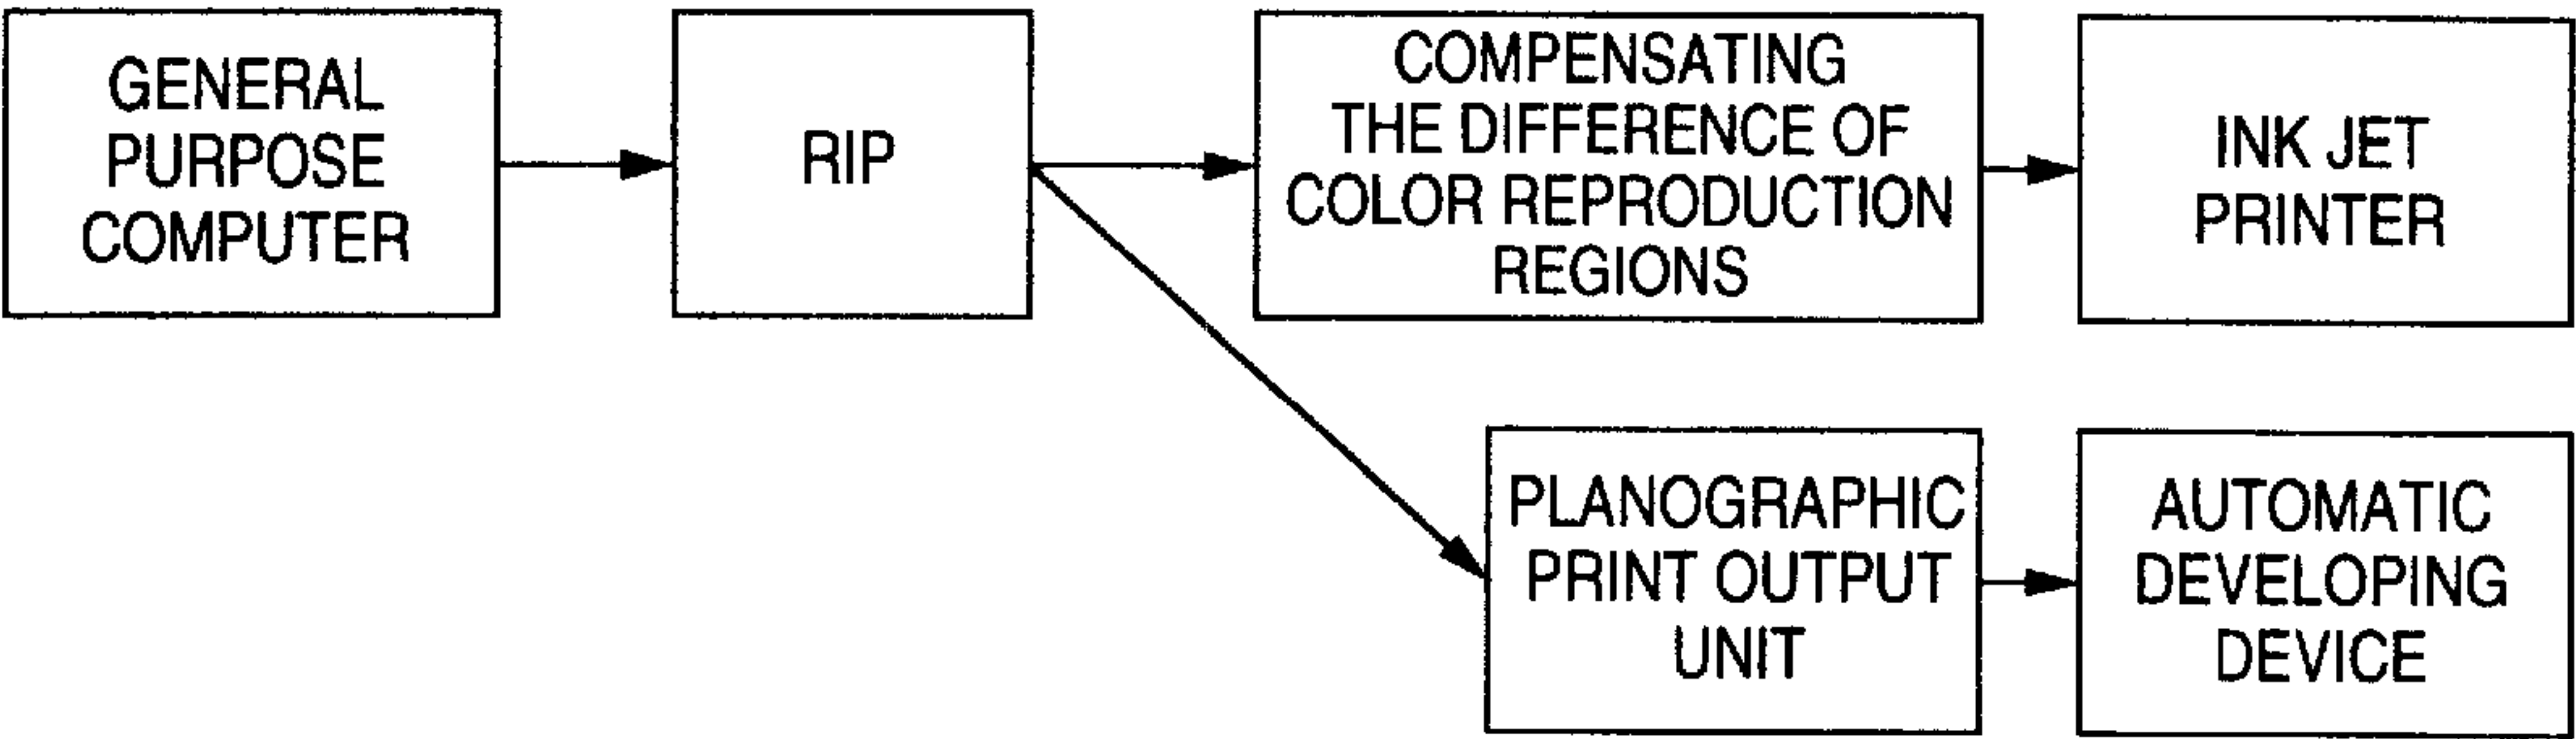 GENERAL
PURPOSE
COMPUTER
RIP
COMPENSATING
THE DIFFERENCE OF
COLOR REPRODUCTION
REGIONS
INK JET
PRINTER
PLANOGRAPHIC
PRINT OUTPUT
UNIT
AUTOMATIC
DEVELOPING
DEVICE